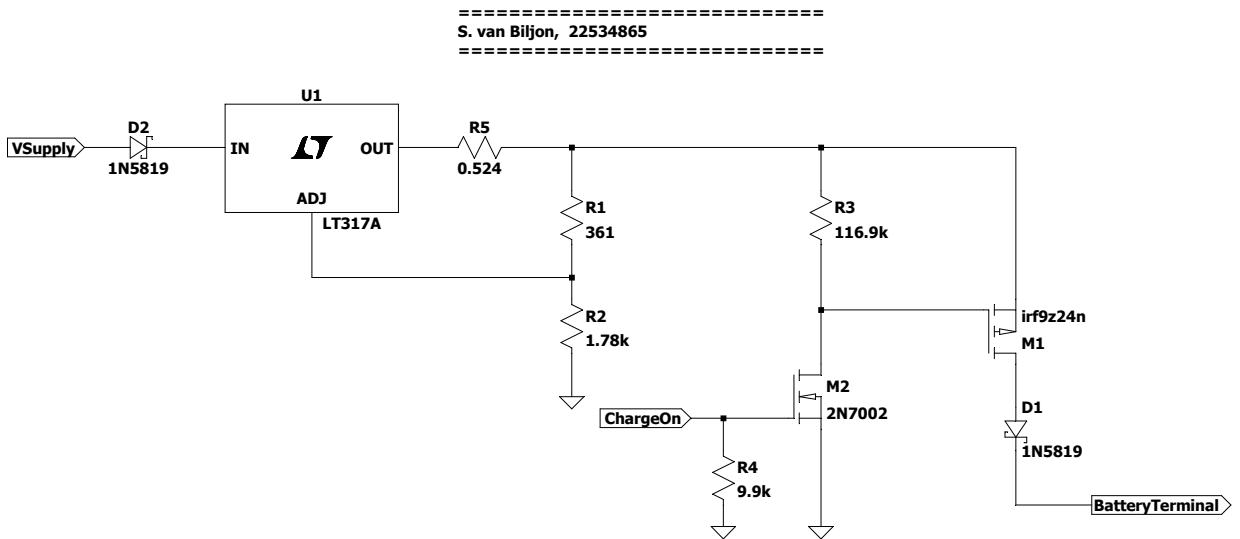 =============================
S. van Biljon, 22534865
=============================
U1
D2
R5
VSupply
IN
OUT
1N5819
0.524
ADJ
LT317A
R1
361
R3
116.9k
R2
1.78k
irf9z24n
M1
M2
2N7002
ChargeOn
D1
1N5819
R4
9.9k
BatteryTerminal